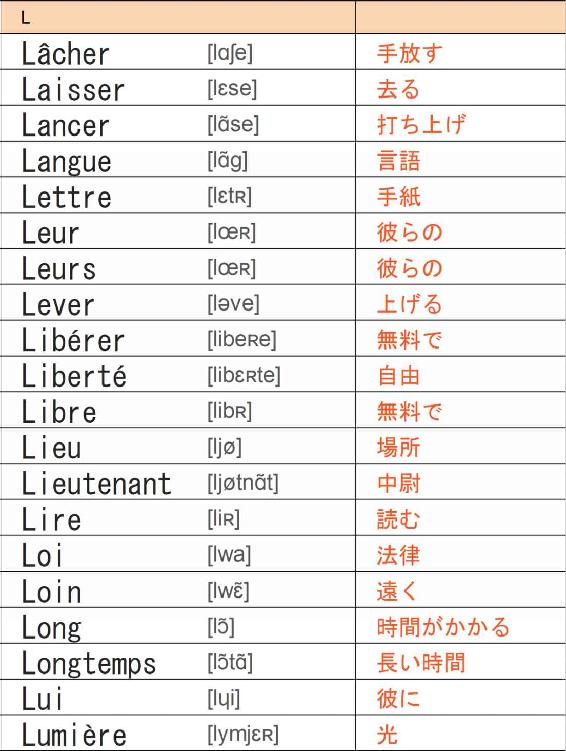 L
Lâcher [lɑʃe] 手放す
Laisser [lɛse] 去る
Lancer [lɑ̃se] 打ち上げ
Langue [lɑ̃g] 言語
Lettre [lɛtʀ] 手紙
Leur [lœʀ] 彼らの
Leurs [lœʀ] 彼らの
Lever [ləve] 上げる
Libérer [libeʀe] 無料で
Liberté [libɛʀte] 自由
Libre [libʀ] 無料で
Lieu [ljø] 場所
Lieutenant [ljøtnɑ̃t] 中尉
Lire [liʀ] 読む
Loi [lwa] 法律
Loin [lwɛ̃] 遠く
Long [lɔ̃] 時間がかかる
Longtemps [lɔ̃tɑ̃] 長い時間
Lui [lɥi] 彼に
Lumière [lymjɛʀ] 光